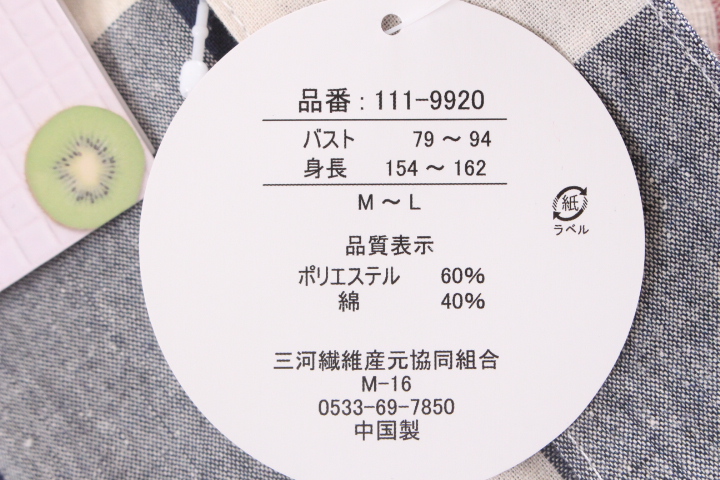 品番 : 111-9920
バスト 79 ～ 94
身長 154 ～ 162
M ～ L
紙
ラベル
品質表示
ポリエステル 60%
綿 40%
三河繊維産元協同組合
M-16
0533-69-7850
中国製